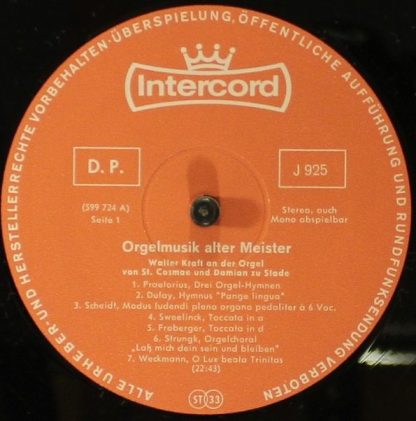 ALLE URHEBER- UND HERSTELLERRECHTE VORBEHALTEN · ÜBERSPIELUNG, ÖFFENTLICHE AUFFÜHRUNG UND RUNDFUNKSENDUNG VERBOTEN
Intercord
D. P.
J 925
(599 724 A)
Seite 1
Stereo, auch
Mono abspielbar
Orgelmusik alter Meister
Walter Kraft an der Orgel
von St. Cosmae und Damian zu Stade
1. Praetorius, Drei Orgel-Hymnen
2. Dufay, Hymnus "Pange lingua"
3. Scheidt, Modus ludendi pleno organo pedaliter à 6 Voc.
4. Sweelinck, Toccata in a
5. Froberger, Toccata in d
6. Strungk, Orgelchoral
„Laß mich dein sein und bleiben"
7. Weckmann, O Lux beata Trinitas
(22:43)
ST 33